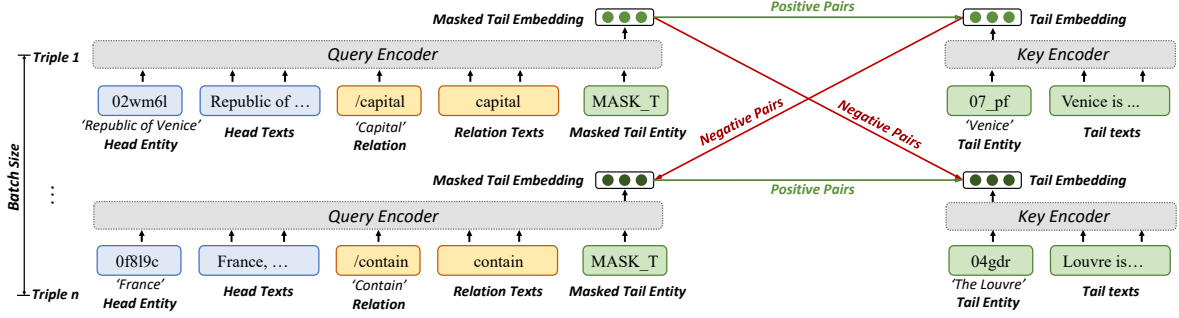 Masked Tail Embedding
Positive Pairs
Tail Embedding
Triple 1
Query Encoder
Key Encoder
02wm6l
Republic of …
/capital
capital
MASK_T
07_pf
Venice is ...
'Republic of Venice'
Head Entity
Head Texts
'Capital'
Relation
Relation Texts
Masked Tail Entity
'Venice'
Tail Entity
Tail texts
Negative Pairs
Negative Pairs
Batch Size
⋮
Masked Tail Embedding
Positive Pairs
Tail Embedding
Query Encoder
Key Encoder
0f8l9c
France, …
/contain
contain
MASK_T
04gdr
Louvre is…
Triple n
'France'
Head Entity
Head Texts
'Contain'
Relation
Relation Texts
Masked Tail Entity
'The Louvre'
Tail Entity
Tail texts